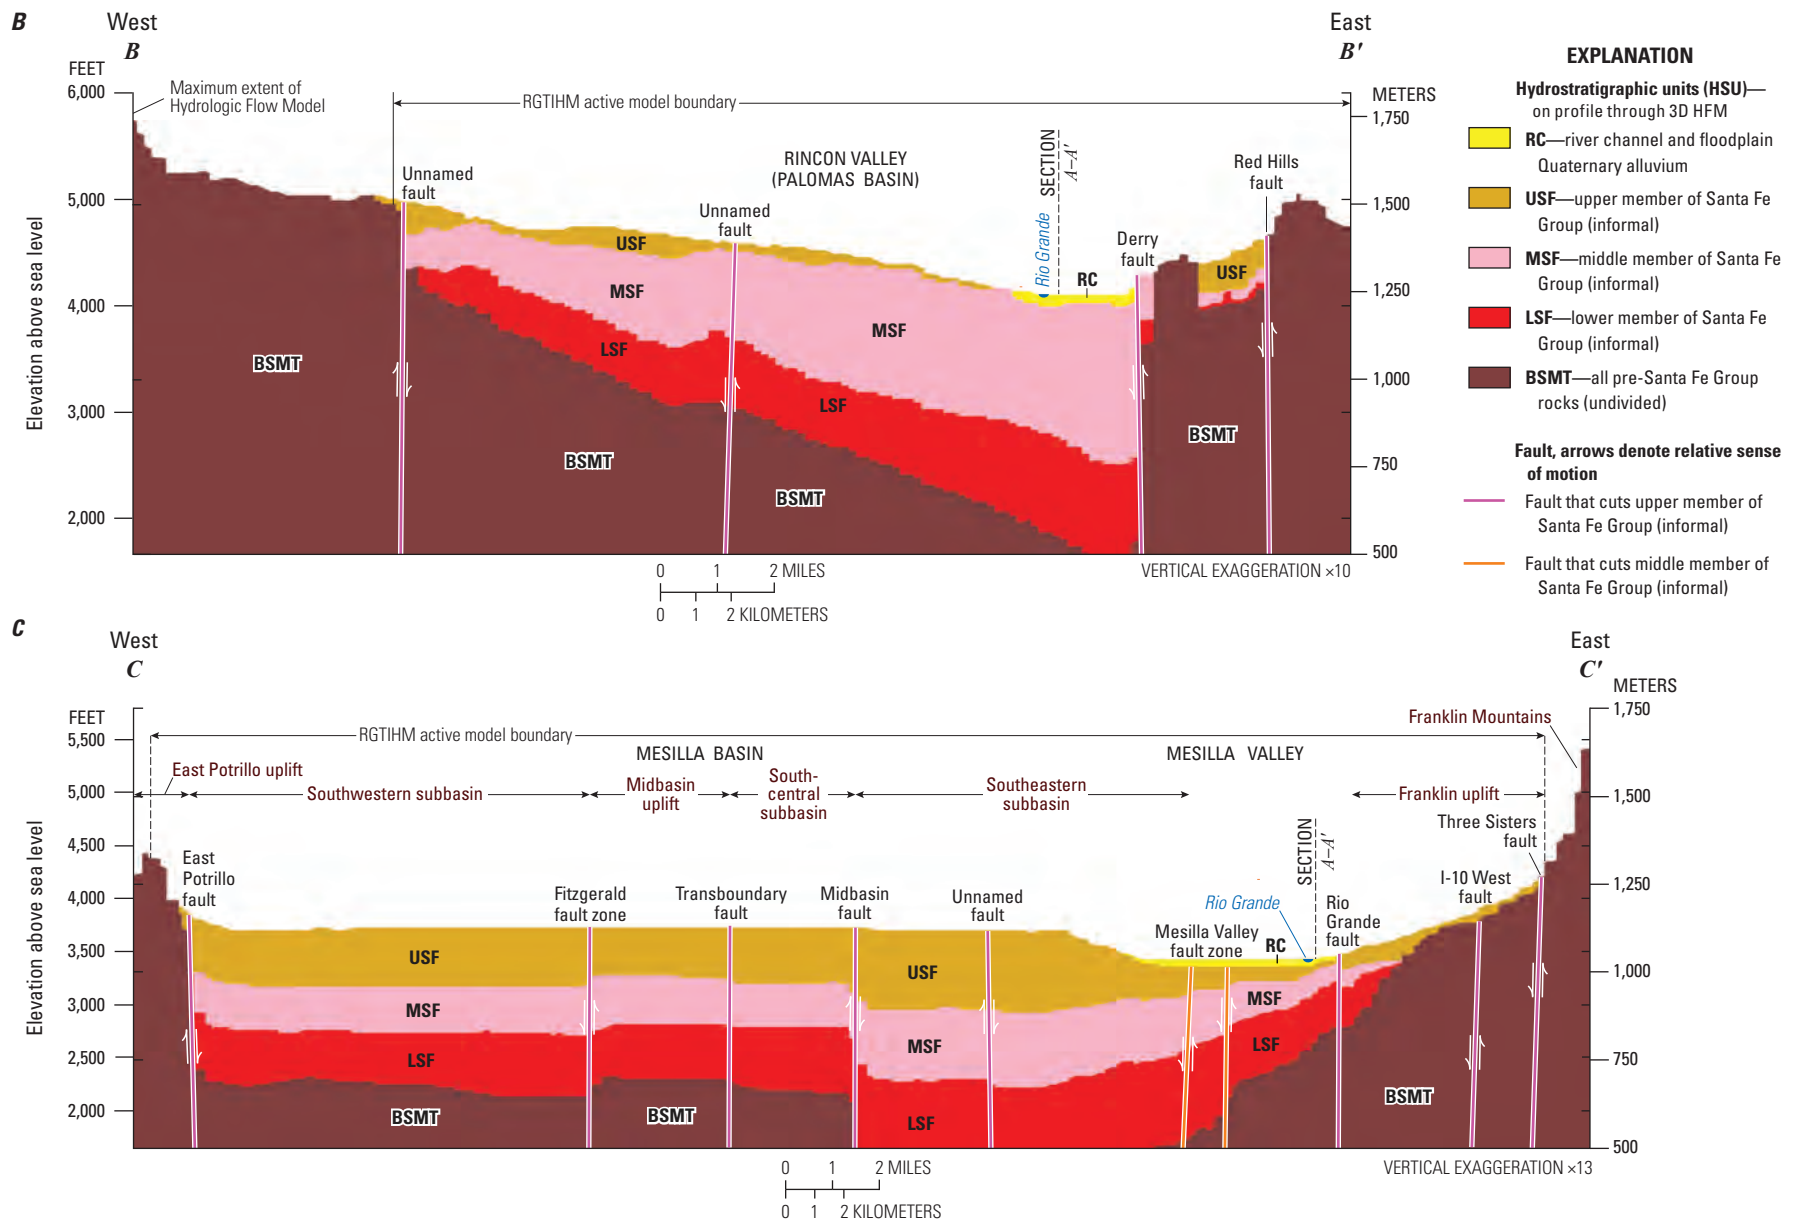 B
West
East
B
B'
FEET
METERS
6,000
5,000
4,000
3,000
2,000
Elevation above sea level
Maximum extent of
Hydrologic Flow Model
RGTIHM active model boundary
1,750
1,500
1,250
1,000
750
500
Unnamed
fault
Unnamed
fault
RINCON VALLEY
(PALOMAS BASIN)
Rio Grande
SECTION
A–A'
RC
Derry
fault
Red Hills
fault
USF
USF
MSF
MSF
LSF
LSF
BSMT
BSMT
BSMT
BSMT
0 1 2 MILES
0 1 2 KILOMETERS
VERTICAL EXAGGERATION ×10
EXPLANATION
Hydrostratigraphic units (HSU)—
on profile through 3D HFM
RC—river channel and floodplain
Quaternary alluvium
USF—upper member of Santa Fe
Group (informal)
MSF—middle member of Santa Fe
Group (informal)
LSF—lower member of Santa Fe
Group (informal)
BSMT—all pre-Santa Fe Group
rocks (undivided)
Fault, arrows denote relative sense
of motion
Fault that cuts upper member of
Santa Fe Group (informal)
Fault that cuts middle member of
Santa Fe Group (informal)
C
West
East
C
C'
FEET
METERS
5,500
5,000
4,500
4,000
3,500
3,000
2,500
2,000
Elevation above sea level
1,750
1,500
1,250
1,000
750
500
RGTIHM active model boundary
MESILLA BASIN
MESILLA VALLEY
Franklin Mountains
East Potrillo uplift
Southwestern subbasin
Midbasin
uplift
South-
central
subbasin
Southeastern
subbasin
Franklin uplift
Three Sisters
fault
SECTION
A–A'
East
Potrillo
fault
Fitzgerald
fault zone
Transboundary
fault
Midbasin
fault
Unnamed
fault
Rio Grande
Mesilla Valley
fault zone
RC
Rio
Grande
fault
I-10 West
fault
USF
USF
MSF
MSF
MSF
LSF
LSF
LSF
BSMT
BSMT
BSMT
0 1 2 MILES
0 1 2 KILOMETERS
VERTICAL EXAGGERATION ×13